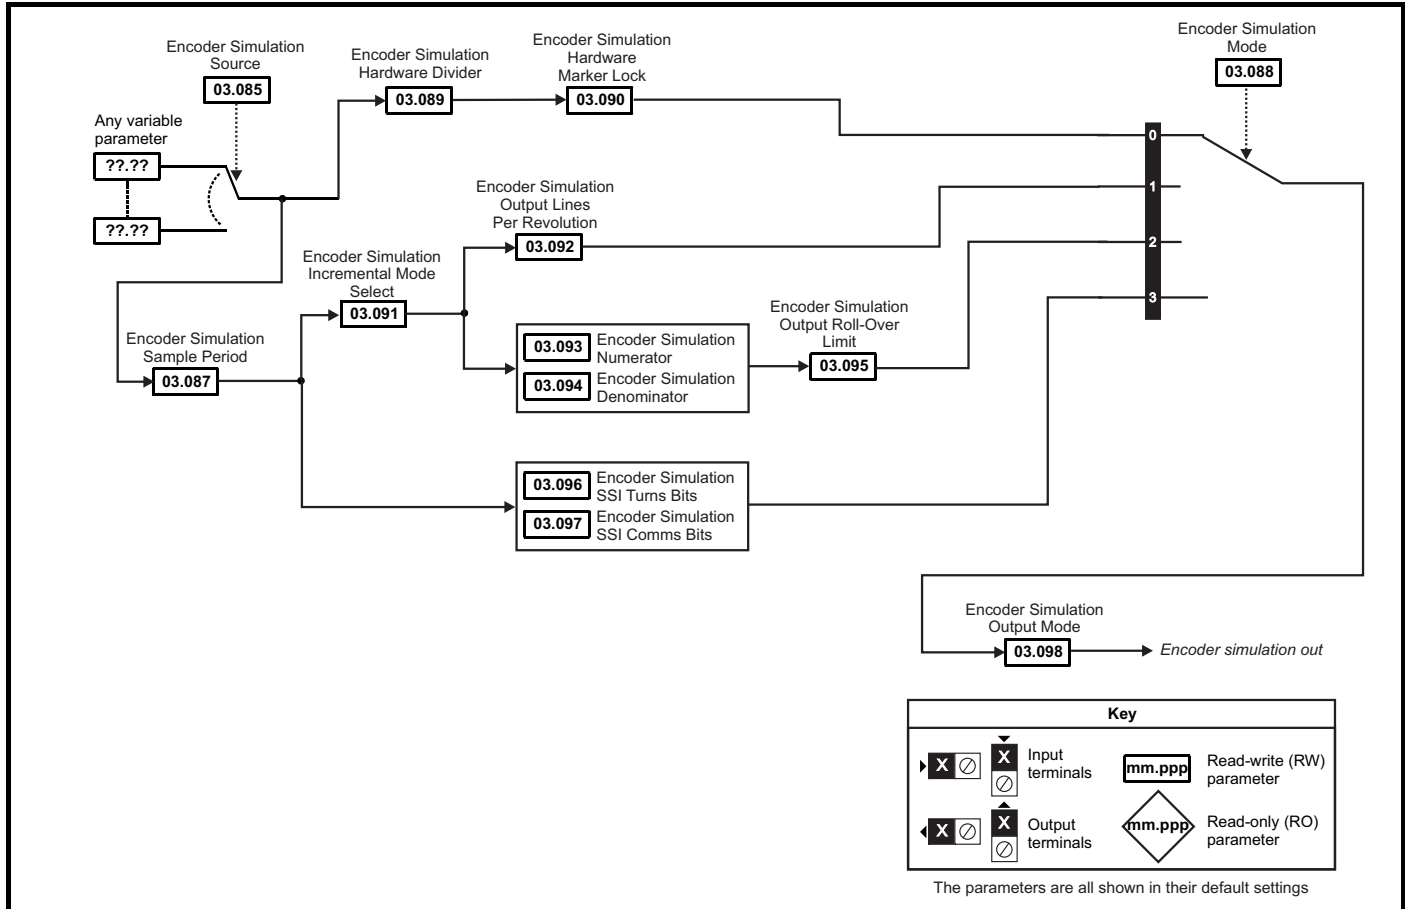 Encoder Simulation
Source
03.085
Any variable
parameter
??.??
??.??
Encoder Simulation
Hardware Divider
03.089
Encoder Simulation
Hardware
Marker Lock
03.090
Encoder Simulation
Mode
03.088
0
1
2
3
Encoder Simulation
Output Lines
Per Revolution
03.092
Encoder Simulation
Incremental Mode
Select
03.091
Encoder Simulation
Sample Period
03.087
03.093
Encoder Simulation
Numerator
03.094
Encoder Simulation
Denominator
Encoder Simulation
Output Roll-Over
Limit
03.095
03.096
Encoder Simulation
SSI Turns Bits
03.097
Encoder Simulation
SSI Comms Bits
Encoder Simulation
Output Mode
03.098
Encoder simulation out
Key
X
X
Input
terminals
mm.ppp
Read-write (RW)
parameter
X
X
Output
terminals
mm.ppp
Read-only (RO)
parameter
The parameters are all shown in their default settings